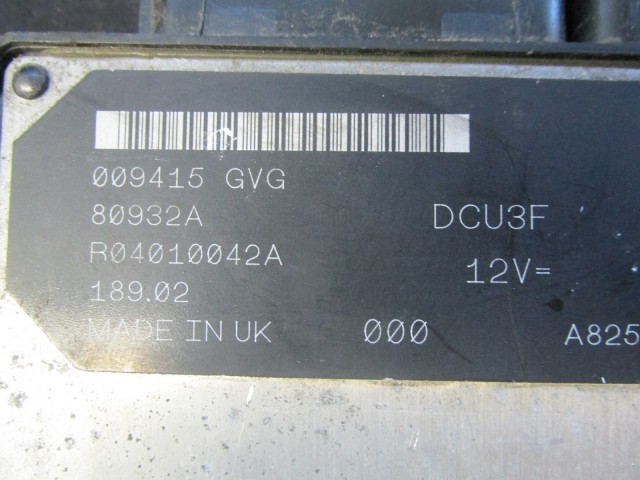 009415 GVG
80932A
DCU3F
R04010042A
12V=
189.02
MADE IN UK 000 A825